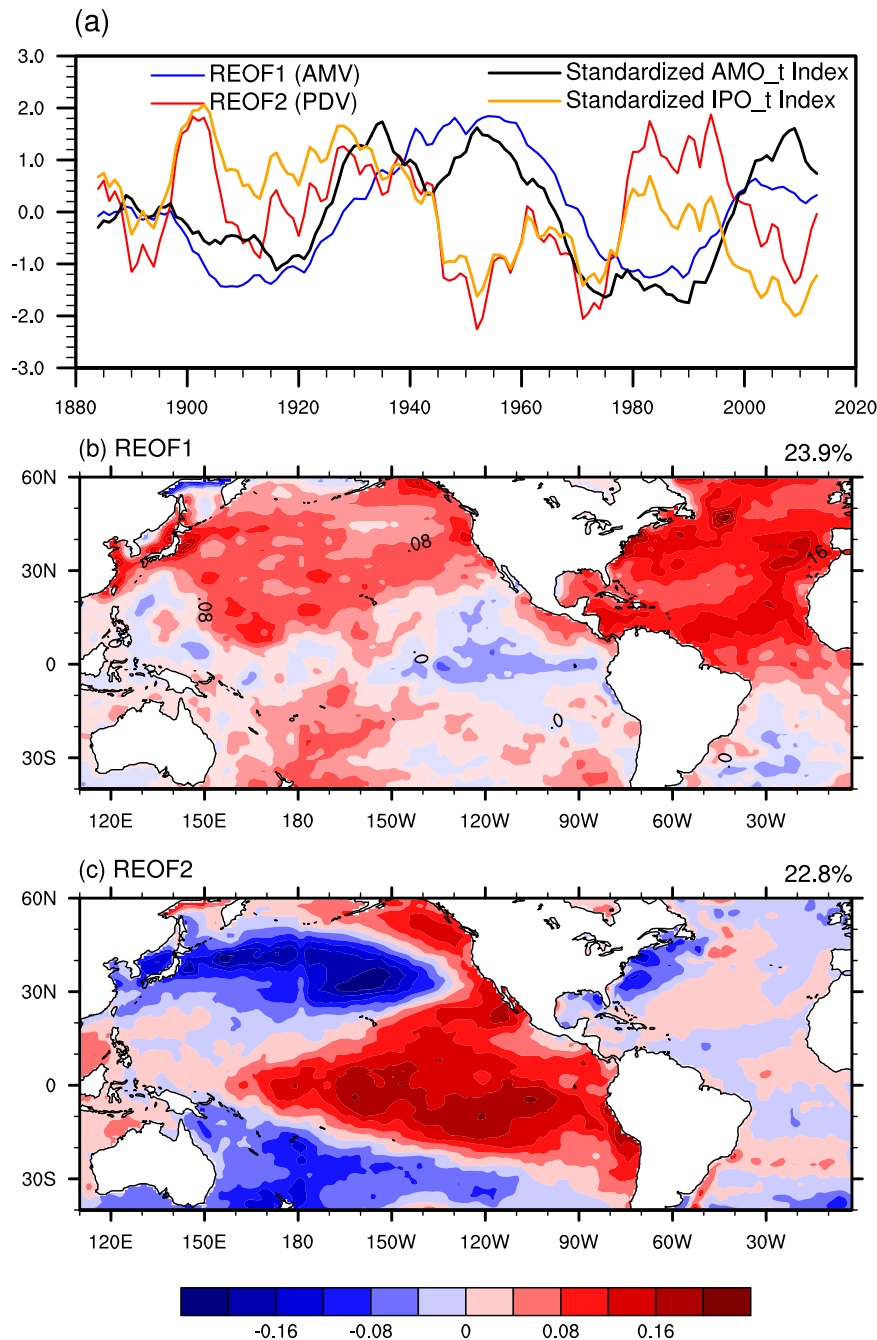 (a)
3.0
REOF1 (AMV) Standardized AMO_t Index
2.0
REOF2 (PDV) Standardized IPO_t Index
1.0
0.0
-1.0
-2.0
-3.0
1880 1900 1920 1940 1960 1980 2000 2020
(b) REOF1 23.9%
60N
.08
.16
30N
.08
0
0
0
.0
0
30S
120E 150E 180 150W 120W 90W 60W 30W
(c) REOF2 22.8%
60N
30N
0
30S
120E 150E 180 150W 120W 90W 60W 30W
-0.16 -0.08 0 0.08 0.16